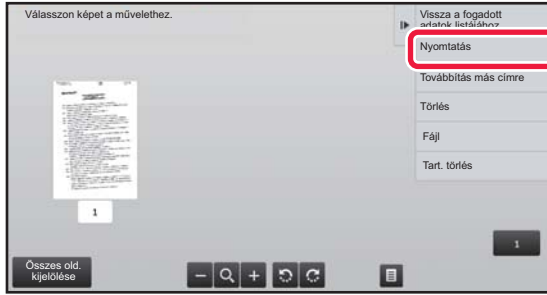 Válasszon képet a művelethez.
Vissza a fogadott
adatok listájához
Nyomtatás
Továbbítás más címre
Törlés
Fájl
Tart. törlés
1
1
Összes old.
kijelölése